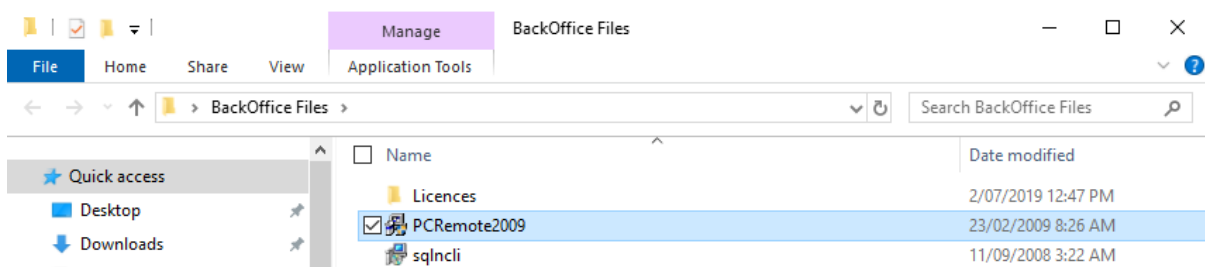 Manage BackOffice Files
File Home Share View Application Tools
BackOffice Files Search BackOffice Files
Name Date modified
Quick access
Licences 2/07/2019 12:47 PM
Desktop
PCRemote2009 23/02/2009 8:26 AM
Downloads
sqlncli 11/09/2008 3:22 AM